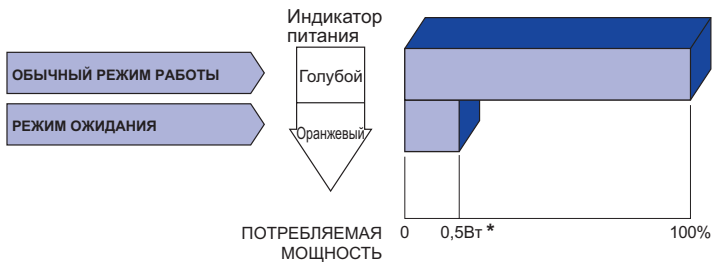 Индикатор
питания
ОБЫЧНЫЙ РЕЖИМ РАБОТЫ
Голубой
РЕЖИМ ОЖИДАНИЯ
Оранжевый
ПОТРЕБЛЯЕМАЯ
МОЩНОСТЬ
0 0,5Вт * 100%